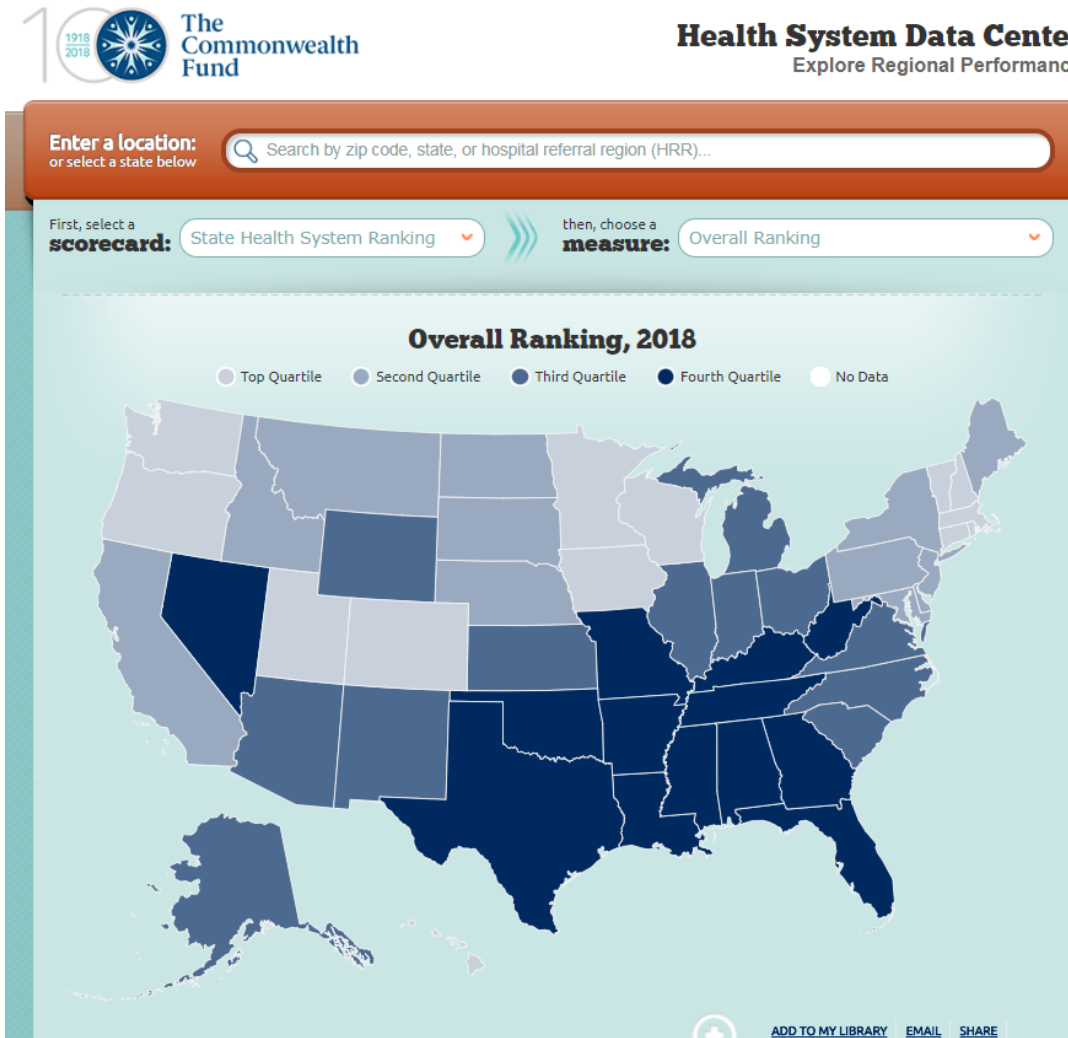 1918
2018
The
Commonwealth
Fund
Health System Data Cente
Explore Regional Performanc
Enter a location:
or select a state below
Search by zip code, state, or hospital referral region (HRR)...
First, select a
scorecard:
State Health System Ranking
then, choose a
measure:
Overall Ranking
Overall Ranking, 2018
Top Quartile
Second Quartile
Third Quartile
Fourth Quartile
No Data
ADD TO MY LIBRARY
EMAIL
SHARE